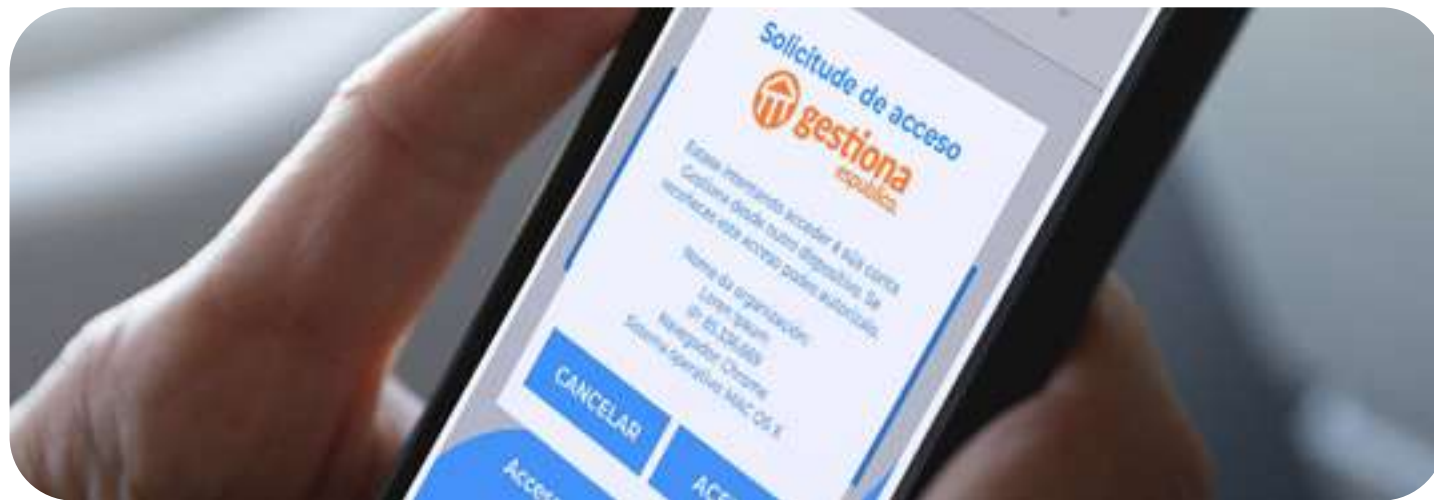 Solicitude de acceso
gestiona
espublico.
Estase intentando acceder á súa conta
Gestiona desde outro dispositivo. Se
recoñeces este acceso podes autorizalo.
Nome da organización:
Lorem Ipsum
Navegador: Chrome
Sistema operativo: MAC OS X
CANCELAR